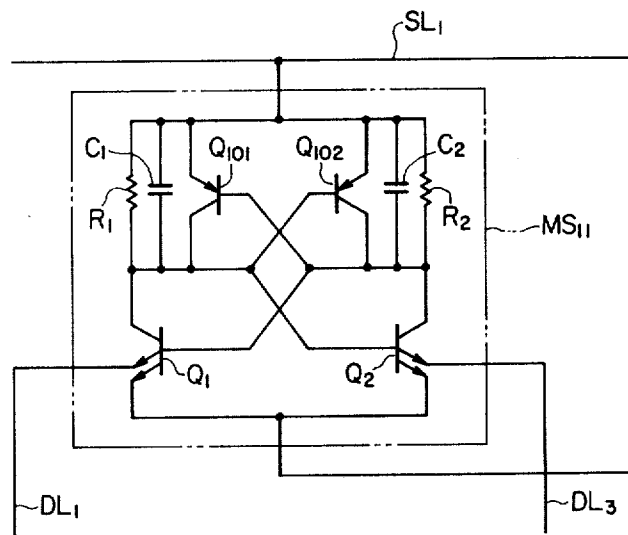 SL₁
C₁
Q₁₀₁
Q₁₀₂
C₂
R₁
R₂
MS₁₁
Q₁
Q₂
DL₁
DL₃